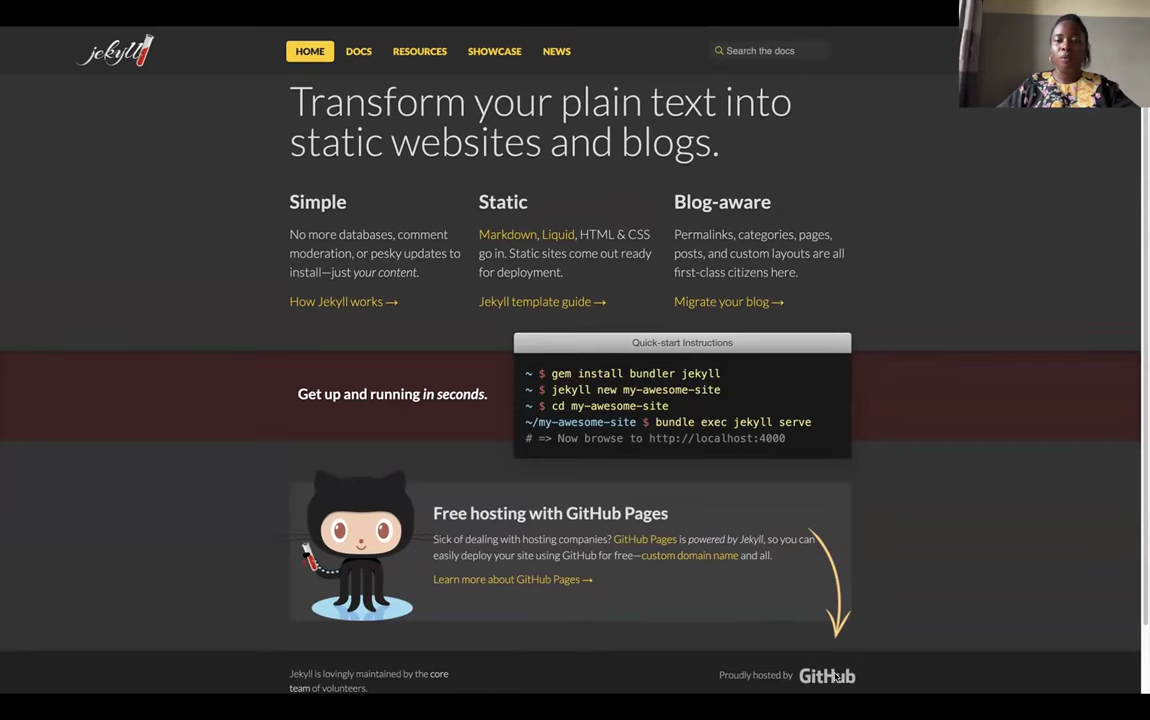 jekyll
HOME
DOCS
RESOURCES
SHOWCASE
NEWS
Search the docs
Transform your plain text into
static websites and blogs.
Simple
No more databases, comment
moderation, or pesky updates to
install—just your content.
How Jekyll works →
Static
Markdown, Liquid, HTML & CSS
go in. Static sites come out ready
for deployment.
Jekyll template guide →
Blog-aware
Permalinks, categories, pages,
posts, and custom layouts are all
first-class citizens here.
Migrate your blog →
Get up and running in seconds.
Quick-start Instructions
~ $ gem install bundler jekyll
~ $ jekyll new my-awesome-site
~ $ cd my-awesome-site
~/my-awesome-site $ bundle exec jekyll serve
# => Now browse to http://localhost:4000
Free hosting with GitHub Pages
Sick of dealing with hosting companies? GitHub Pages is powered by Jekyll, so you can
easily deploy your site using GitHub for free—custom domain name and all.
Learn more about GitHub Pages →
Jekyll is lovingly maintained by the core
team of volunteers.
Proudly hosted by GitHub